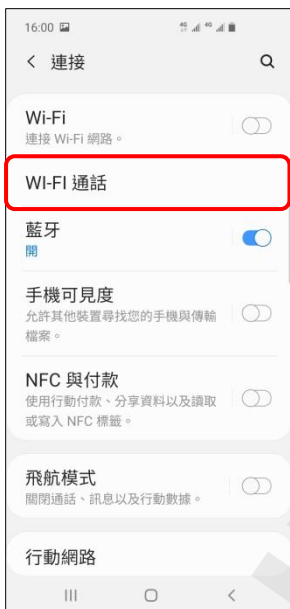 16:00
4G 4G
連接
Wi-Fi
連接 Wi-Fi 網路。
WI-FI 通話
藍牙
開
手機可見度
允許其他裝置尋找您的手機與傳輸
檔案。
NFC 與付款
使用行動付款、分享資料以及讀取
或寫入 NFC 標籤。
飛航模式
關閉通話、訊息以及行動數據。
行動網路